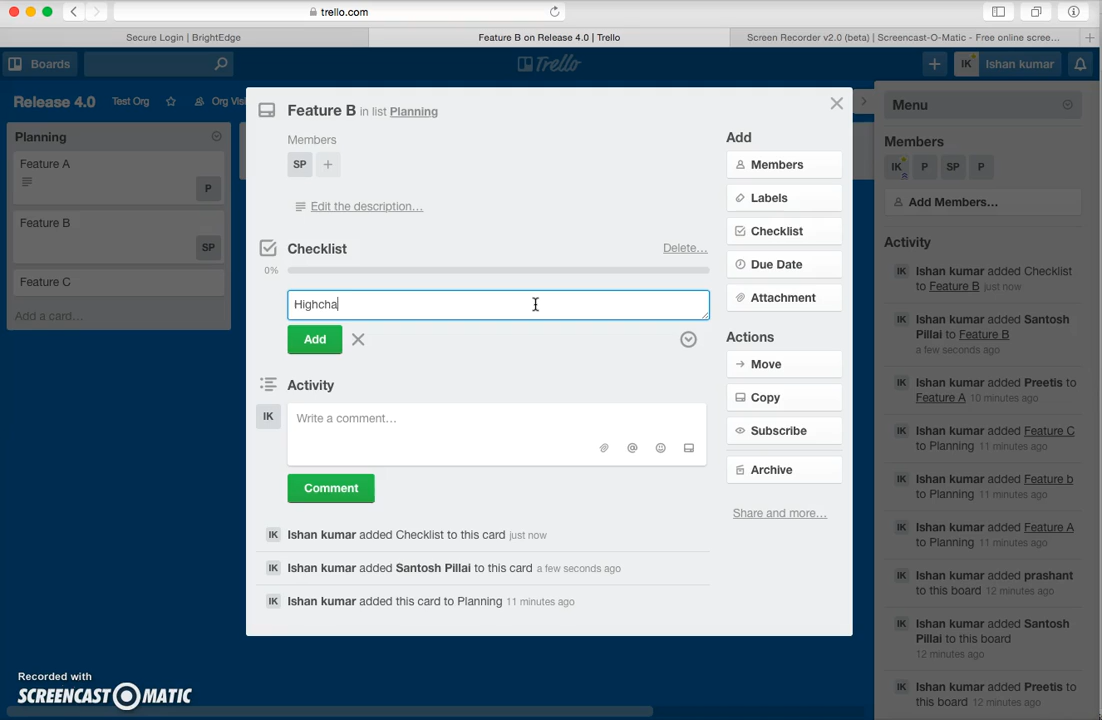 trello.com
Secure Login | BrightEdge
Feature B on Release 4.0 | Trello
Screen Recorder v2.0 (beta) | Screencast-O-Matic - Free online scree...
Boards
Trello
IK Ishan kumar
Release 4.0
Test Org
Org Vis
Planning
Feature A
P
Feature B
SP
Feature C
Add a card...
Feature B in list Planning
Members
SP
Edit the description...
Checklist
Delete...
0%
Highcha
Add
Activity
IK
Write a comment...
Comment
IK Ishan kumar added Checklist to this card just now
IK Ishan kumar added Santosh Pillai to this card a few seconds ago
IK Ishan kumar added this card to Planning 11 minutes ago
Add
Members
Labels
Checklist
Due Date
Attachment
Actions
Move
Copy
Subscribe
Archive
Share and more...
Menu
Members
IK P SP P
Add Members...
Activity
IK Ishan kumar added Checklist
to Feature B just now
IK Ishan kumar added Santosh
Pillai to Feature B
a few seconds ago
IK Ishan kumar added Preetis to
Feature A 10 minutes ago
IK Ishan kumar added Feature C
to Planning 11 minutes ago
IK Ishan kumar added Feature b
to Planning 11 minutes ago
IK Ishan kumar added Feature A
to Planning 11 minutes ago
IK Ishan kumar added prashant
to this board 12 minutes ago
IK Ishan kumar added Santosh
Pillai to this board
12 minutes ago
IK Ishan kumar added Preetis to
this board 12 minutes ago
Recorded with
SCREENCAST-O-MATIC